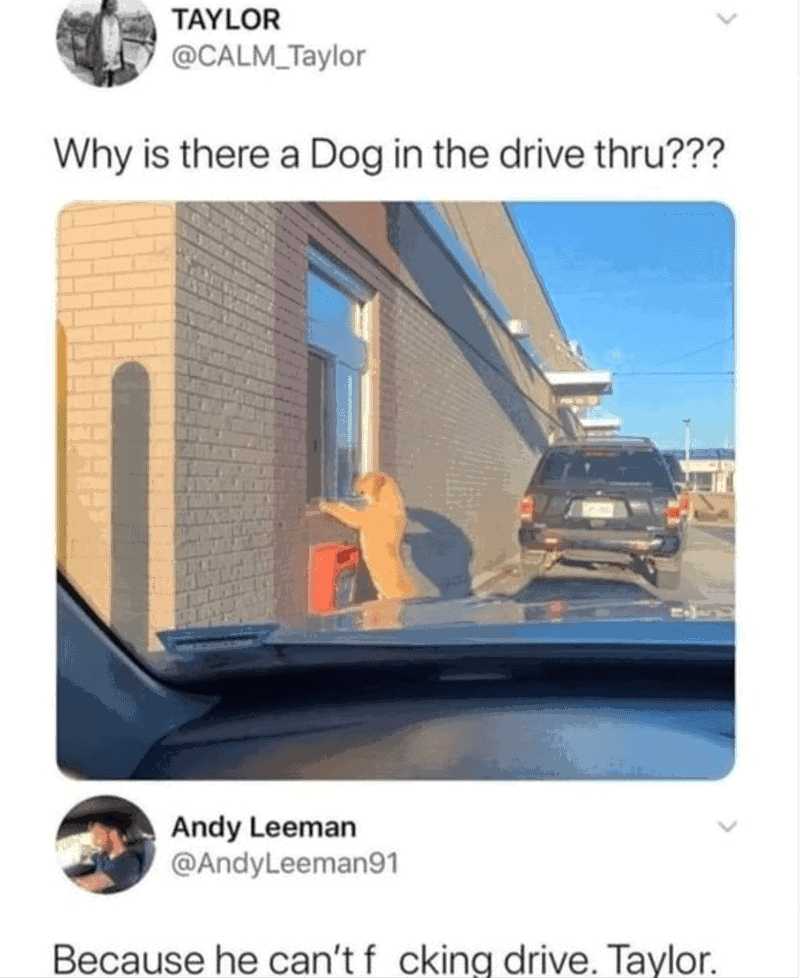 TAYLOR
@CALM_Taylor
Why is there a Dog in the drive thru???
Andy Leeman
@AndyLeeman91
Because he can't f cking drive. Taylor.